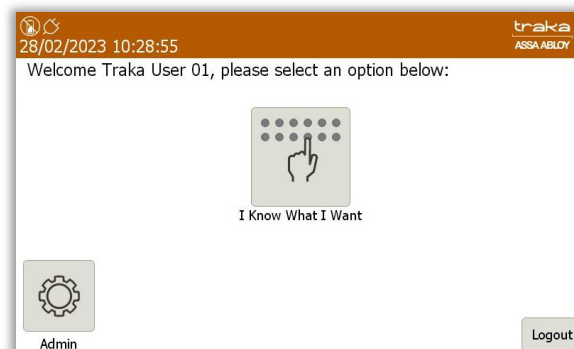 28/02/2023 10:28:55
traka
ASSA ABLOY
Welcome Traka User 01, please select an option below:
I Know What I Want
Admin
Logout